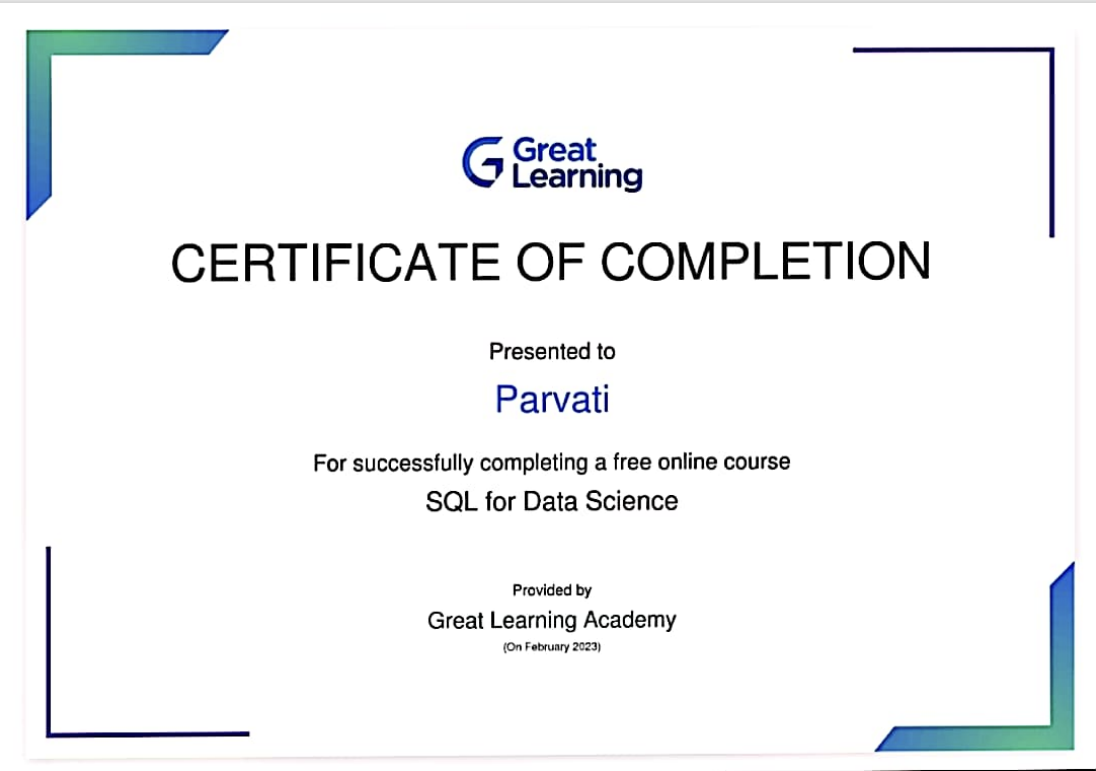 Great
Learning
CERTIFICATE OF COMPLETION
Presented to
Parvati
For successfully completing a free online course
SQL for Data Science
Provided by
Great Learning Academy
(On February 2023)